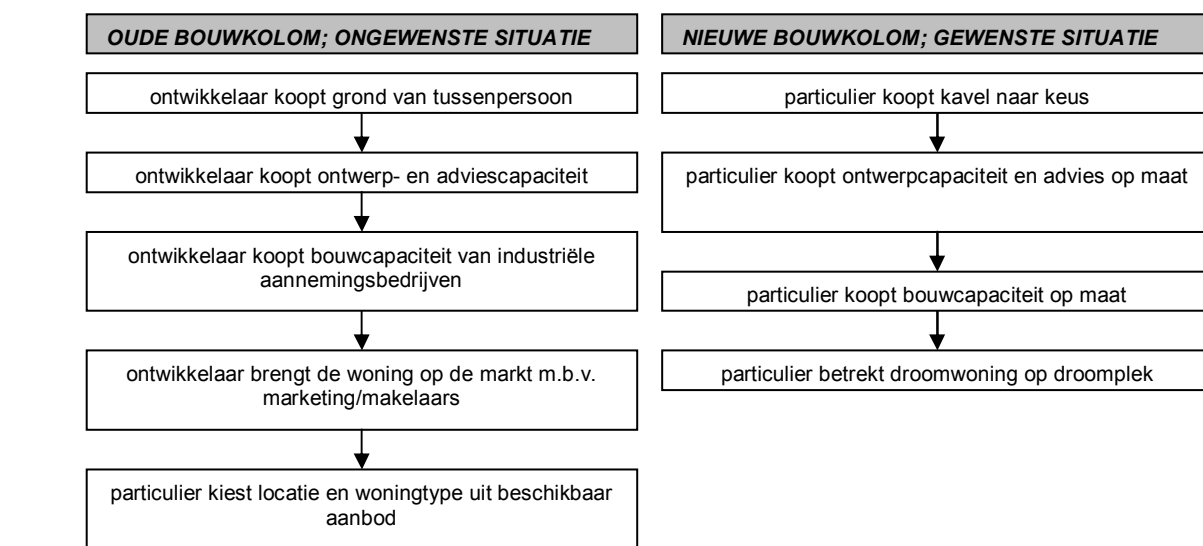 OUDE BOUWKOLOM; ONGEWENSTE SITUATIE
ontwikkelaar koopt grond van tussenpersoon
ontwikkelaar koopt ontwerp- en adviescapaciteit
ontwikkelaar koopt bouwcapaciteit van industriële
aannemingsbedrijven
ontwikkelaar brengt de woning op de markt m.b.v.
marketing/makelaars
particulier kiest locatie en woningtype uit beschikbaar
aanbod
NIEUWE BOUWKOLOM; GEWENSTE SITUATIE
particulier koopt kavel naar keus
particulier koopt ontwerpcapaciteit en advies op maat
particulier koopt bouwcapaciteit op maat
particulier betrekt droomwoning op droomplek